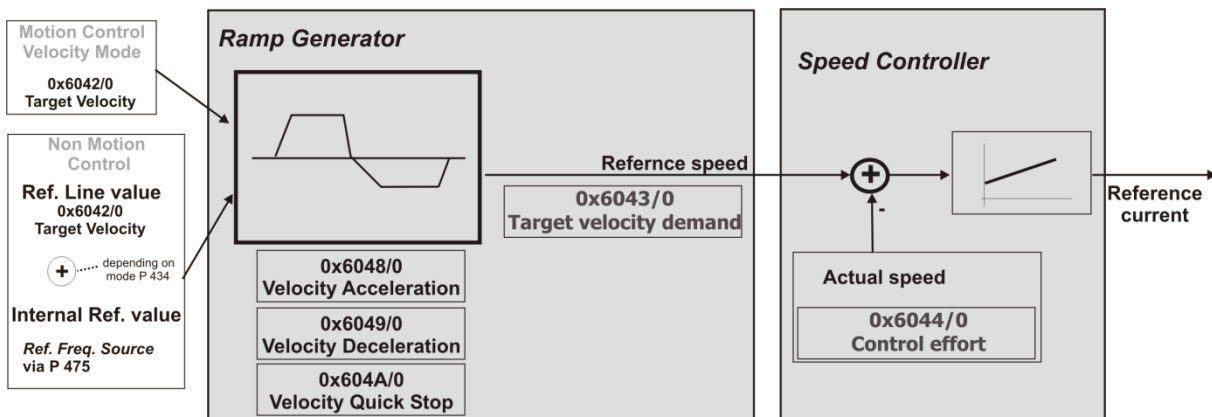 Motion Control
Velocity Mode
0x6042/0
Target Velocity
Non Motion
Control
Ref. Line value
0x6042/0
Target Velocity
+
depending on
mode P 434
Internal Ref. value
Ref. Freq. Source
via P 475
Ramp Generator
0x6048/0
Velocity Acceleration
0x6049/0
Velocity Deceleration
0x604A/0
Velocity Quick Stop
Refernce speed
0x6043/0
Target velocity demand
Speed Controller
+
-
Actual speed
0x6044/0
Control effort
Reference
current